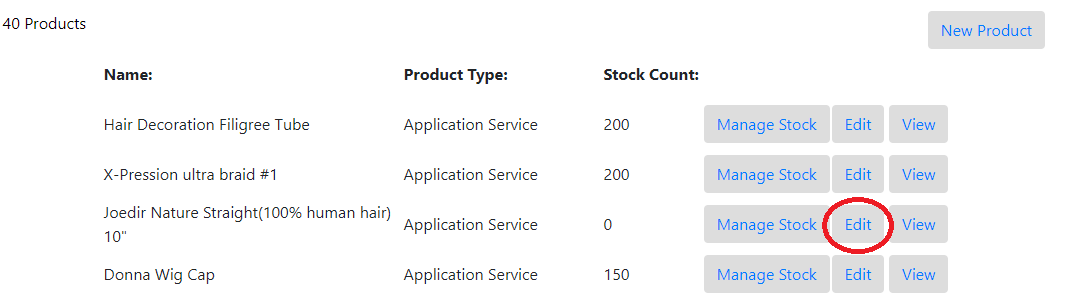 40 Products
New Product
Name: Product Type: Stock Count:
Hair Decoration Filigree Tube Application Service 200 Manage Stock Edit View
X-Pression ultra braid #1 Application Service 200 Manage Stock Edit View
Joedir Nature Straight(100% human hair)
10" Application Service 0 Manage Stock Edit View
Donna Wig Cap Application Service 150 Manage Stock Edit View